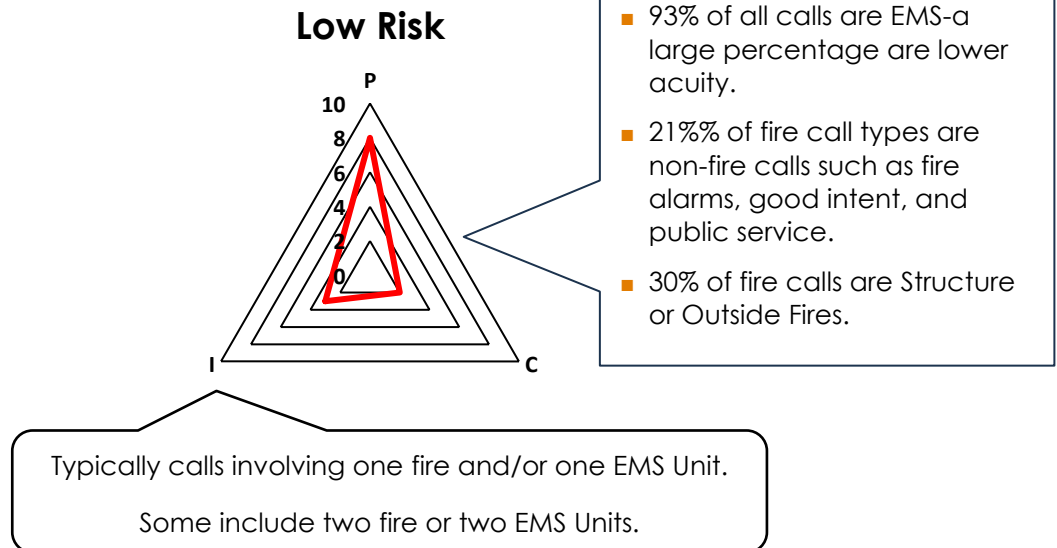 Low Risk
P
10
8
6
4
2
0
I
C
■ 93% of all calls are EMS-a
large percentage are lower
acuity.
■ 21%% of fire call types are
non-fire calls such as fire
alarms, good intent, and
public service.
■ 30% of fire calls are Structure
or Outside Fires.
Typically calls involving one fire and/or one EMS Unit.
Some include two fire or two EMS Units.